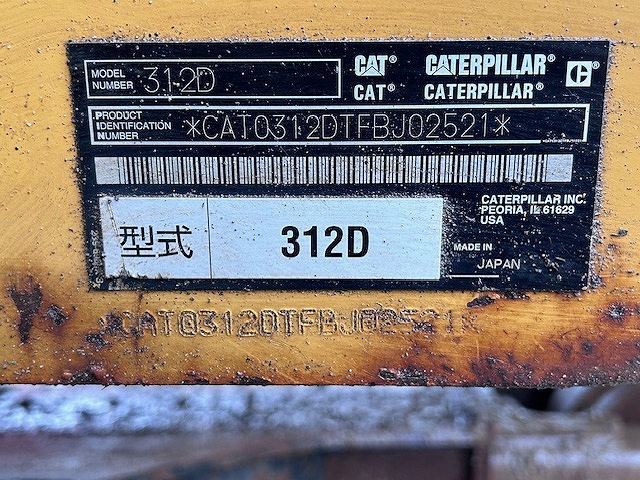 MODEL NUMBER 312D
CAT® CATERPILLAR® C®
CAT® CATERPILLAR®
PRODUCT IDENTIFICATION NUMBER *CAT0312DTFBJ02521*
CATERPILLAR INC.
PEORIA, IL 61629
USA
型式 312D
MADE IN
JAPAN
*CAT0312DTFBJ02521*